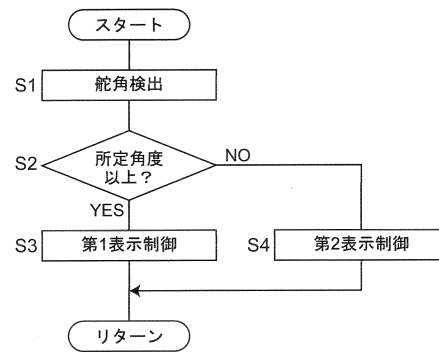 スタート
S1 舵角検出
S2 所定角度
以上？
NO
YES
S3 第1表示制御
S4 第2表示制御
リターン